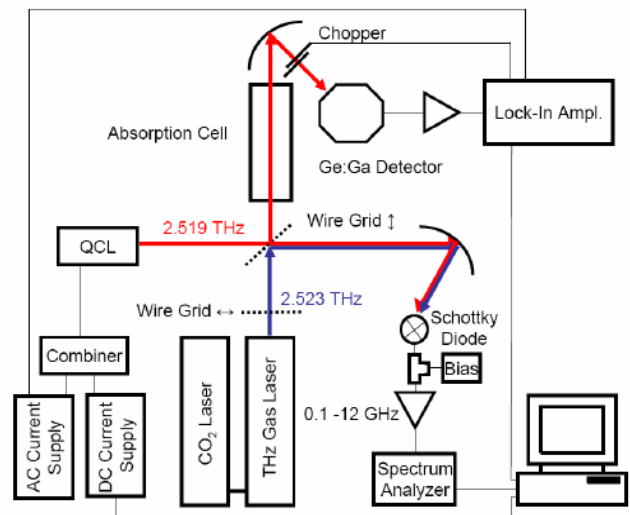 Chopper
Absorption Cell
Lock-In Ampl.
Ge:Ga Detector
2.519 THz
Wire Grid ↕
QCL
2.523 THz
Wire Grid ↔
Schottky
Diode
Combiner
Bias
AC Current
Supply
DC Current
Supply
CO₂ Laser
THz Gas Laser
0.1 -12 GHz
Spectrum
Analyzer